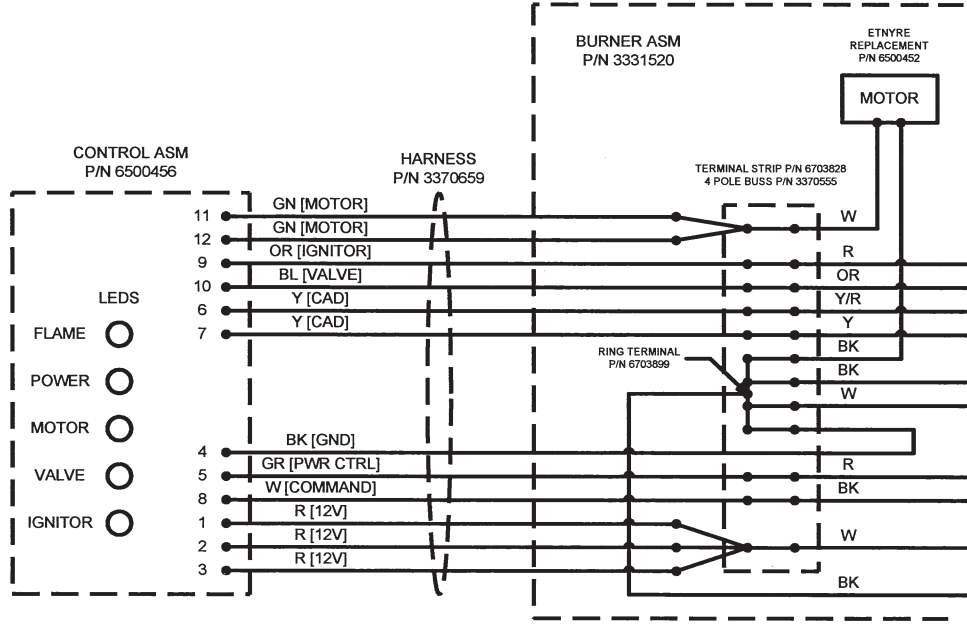 BURNER ASM
P/N 3331520
ETNYRE
REPLACEMENT
P/N 6500452
MOTOR
CONTROL ASM
P/N 6500456
HARNESS
P/N 3370659
TERMINAL STRIP P/N 6703828
4 POLE BUSS P/N 3370555
11 GN [MOTOR] W
12 GN [MOTOR]
9 OR [IGNITOR] R
10 BL [VALVE] OR
6 Y [CAD] Y/R
7 Y [CAD] Y
LEDS
FLAME
POWER
MOTOR
VALVE
IGNITOR
RING TERMINAL
P/N 6703899
BK
BK
W
4 BK [GND]
5 GR [PWR CTRL] R
8 W [COMMAND] BK
1 R [12V]
2 R [12V] W
3 R [12V]
BK